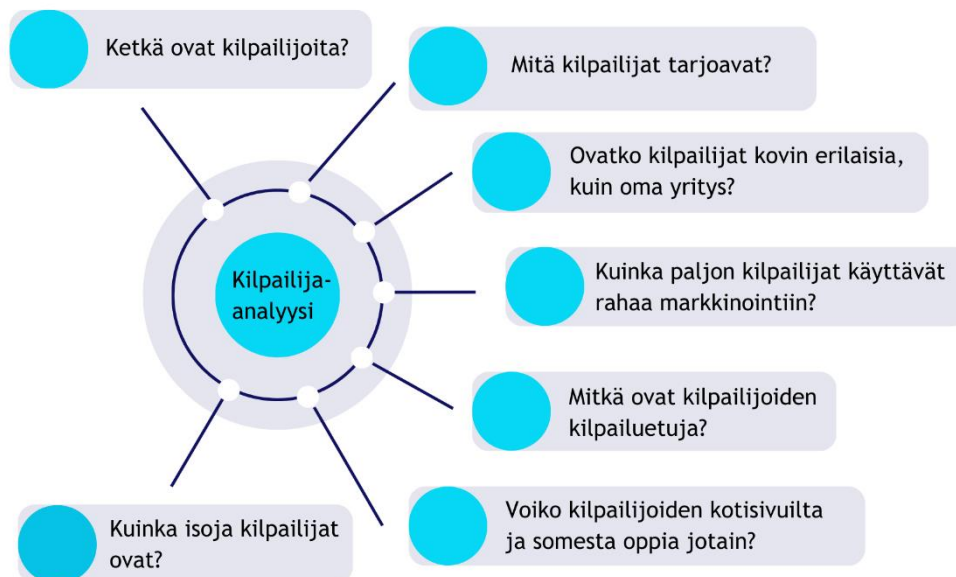 Ketkä ovat kilpailijoita?
Mitä kilpailijat tarjoavat?
Ovatko kilpailijat kovin erilaisia,
kuin oma yritys?
Kilpailija-
analyysi
Kuinka paljon kilpailijat käyttävät
rahaa markkinointiin?
Mitkä ovat kilpailijoiden
kilpailuetuja?
Voiko kilpailijoiden kotisivuilta
ja somesta oppia jotain?
Kuinka isoja kilpailijat
ovat?